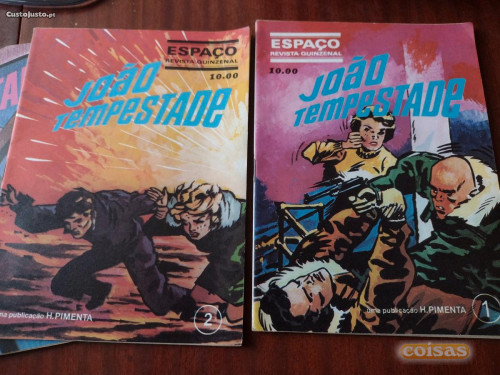 CustoJusto.pt
ESPAÇO
REVISTA QUINZENAL
10.00
JOÃO
TEMPESTADE
uma publicação H. PIMENTA
2
ESPAÇO
REVISTA QUINZENAL
10.00
JOÃO
TEMPESTADE
uma publicação H. PIMENTA
1
coisas